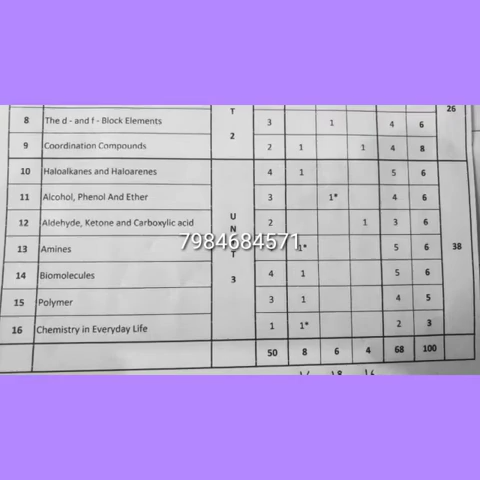 T 26
8 The d - and f - Block Elements 3 1 4 6
2
9 Coordination Compounds 2 1 1 4 8
10 Haloalkanes and Haloarenes 4 1 5 6
11 Alcohol, Phenol And Ether 3 1* 4 6
U
12 Aldehyde, Ketone and Carboxylic acid 2 1 3 6
N
7984684571
13 Amines 1* 5 6 38
T
14 Biomolecules 4 1 5 6
3
15 Polymer 3 1 4 5
16 Chemistry in Everyday Life 1 1* 2 3
50 8 6 4 68 100